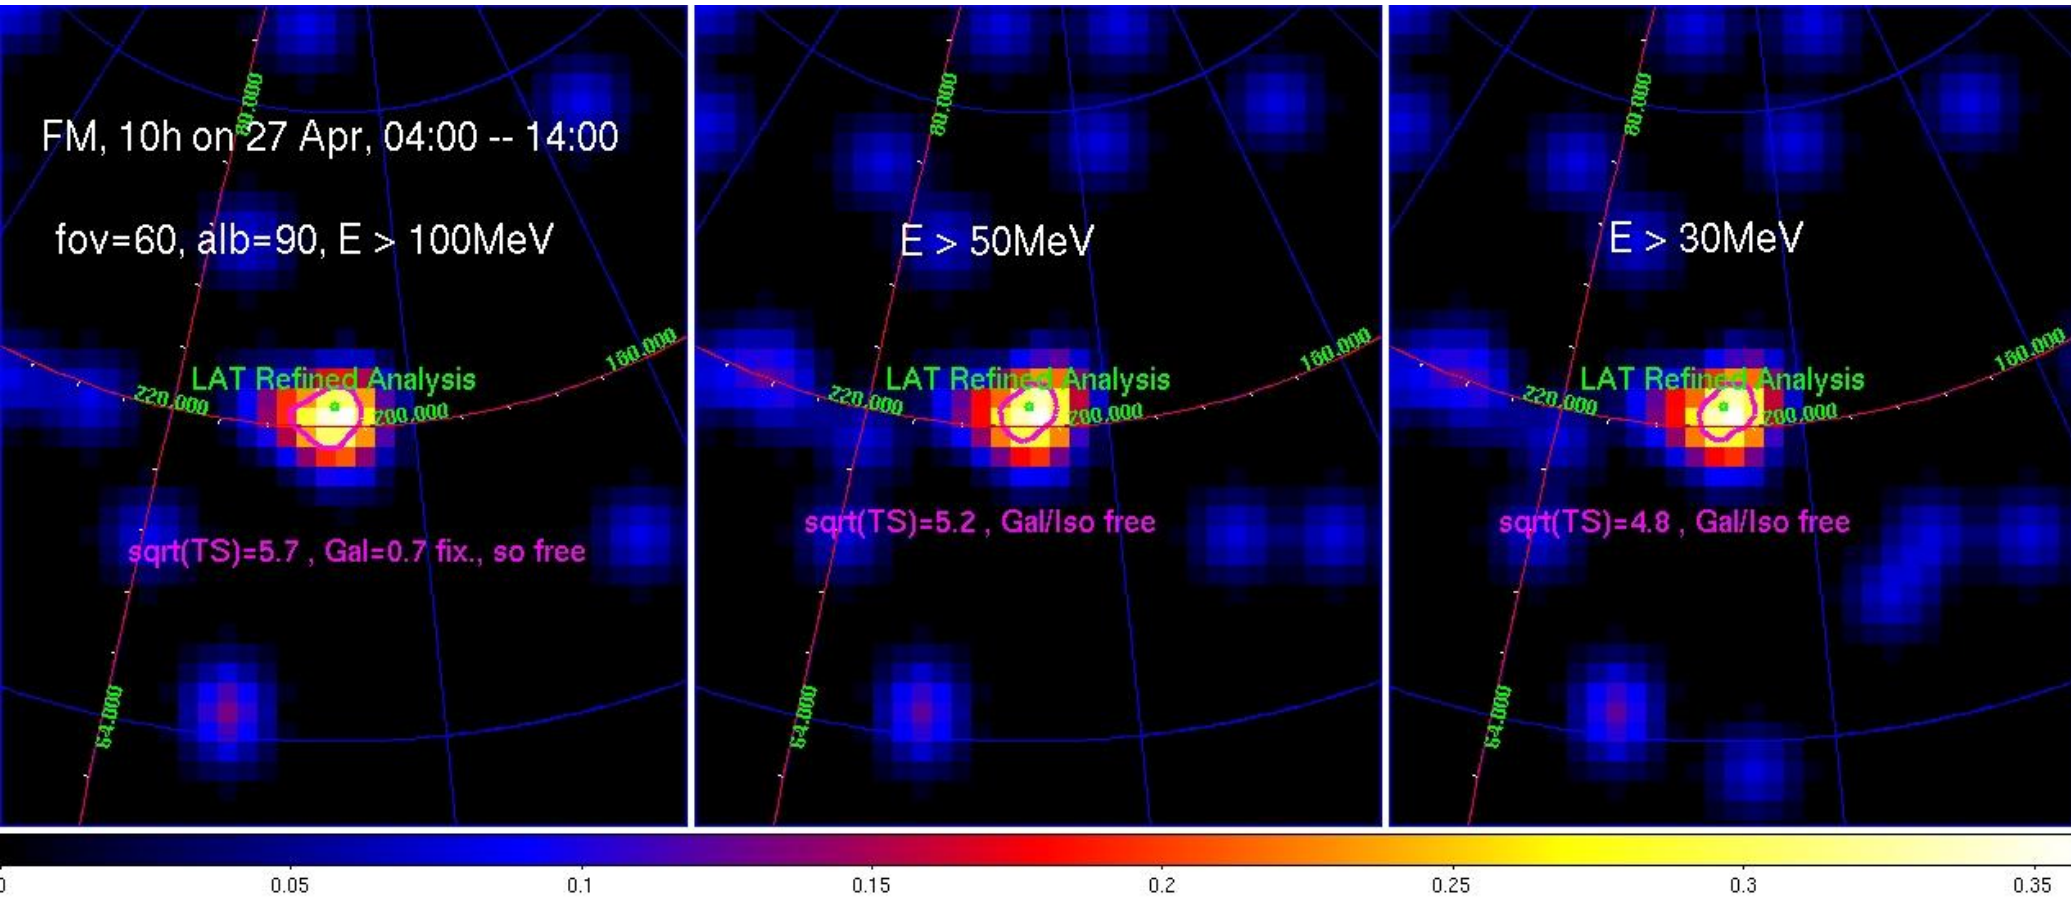 80.000
80.000
80.000
FM, 10h on 27 Apr, 04:00 -- 14:00
fov=60, alb=90, E > 100MeV
E > 50MeV
E > 30MeV
180.000
180.000
180.000
LAT Refined Analysis
LAT Refined Analysis
LAT Refined Analysis
220.000
200.000
220.000
200.000
220.000
200.000
sqrt(TS)=5.7 , Gal=0.7 fix., so free
sqrt(TS)=5.2 , Gal/Iso free
sqrt(TS)=4.8 , Gal/Iso free
64.000
64.000
64.000
0 0.05 0.1 0.15 0.2 0.25 0.3 0.35